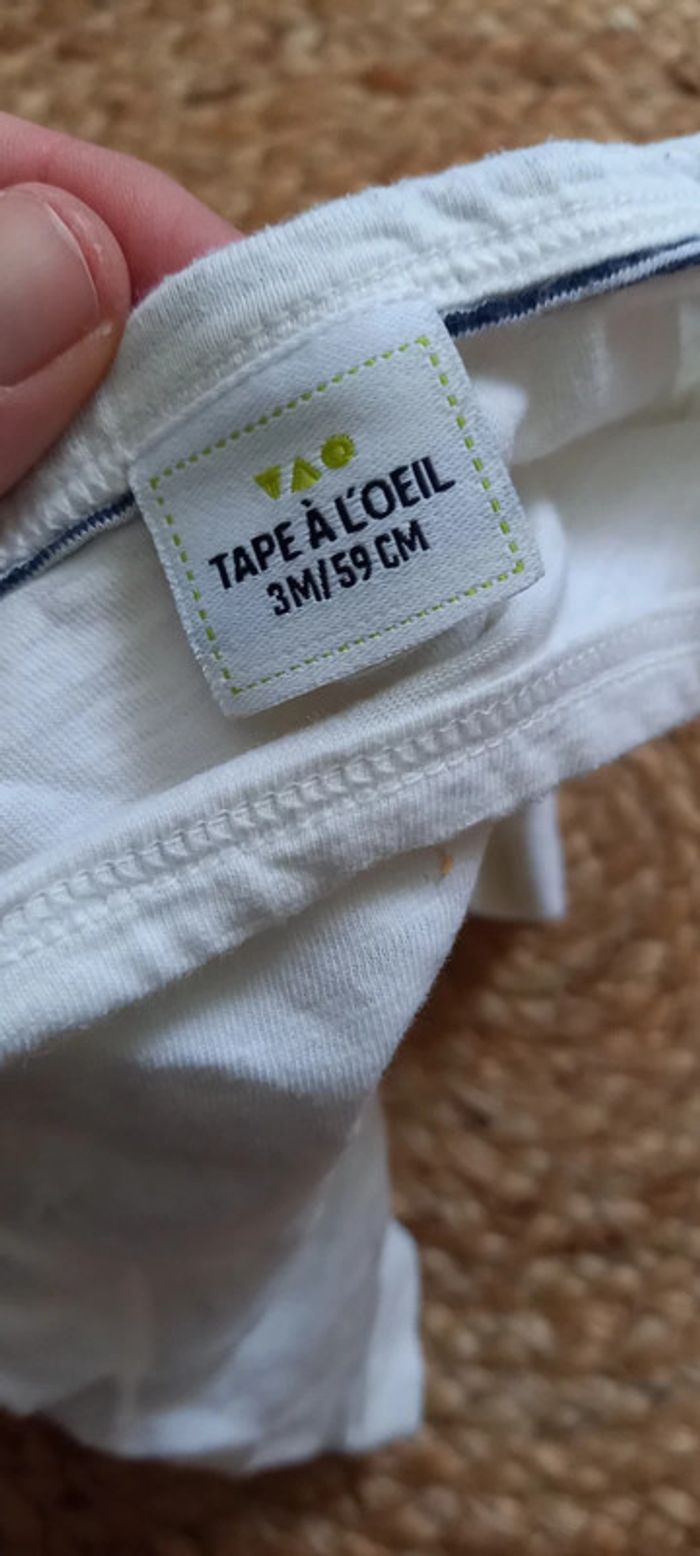 TAO
TAPE À L'OEIL
3M/59 CM